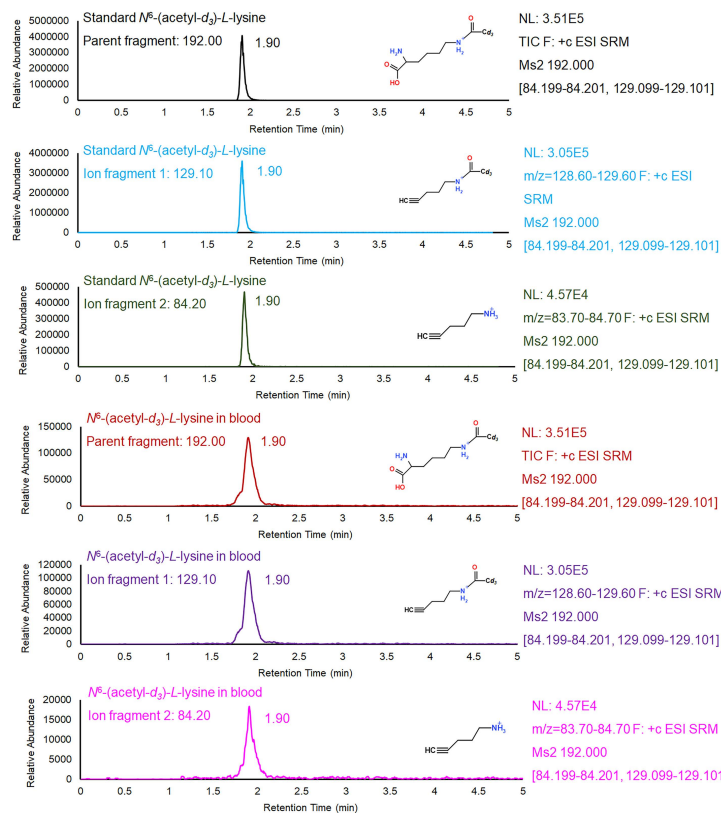 Standard N⁶-(acetyl-d₃)-L-lysine
Parent fragment: 192.00
1.90
Relative Abundance
5000000
4000000
3000000
2000000
1000000
0
0 0.5 1 1.5 2 2.5 3 3.5 4 4.5 5
Retention Time (min)
H₂N
O
HO
N
H₂
O
Cd₃
NL: 3.51E5
TIC F: +c ESI SRM
Ms2 192.000
[84.199-84.201, 129.099-129.101]
Standard N⁶-(acetyl-d₃)-L-lysine
Ion fragment 1: 129.10
1.90
Relative Abundance
4000000
3000000
2000000
1000000
0
0 0.5 1 1.5 2 2.5 3 3.5 4 4.5 5
Retention Time (min)
HC
N
H₂
O
Cd₃
NL: 3.05E5
m/z=128.60-129.60 F: +c ESI
SRM
Ms2 192.000
[84.199-84.201, 129.099-129.101]
Standard N⁶-(acetyl-d₃)-L-lysine
Ion fragment 2: 84.20
1.90
Relative Abundance
500000
400000
300000
200000
100000
0
0 0.5 1 1.5 2 2.5 3 3.5 4 4.5 5
Retention Time (min)
HC
NH₃
NL: 4.57E4
m/z=83.70-84.70 F: +c ESI SRM
Ms2 192.000
[84.199-84.201, 129.099-129.101]
N⁶-(acetyl-d₃)-L-lysine in blood
Parent fragment: 192.00
1.90
Relative Abundance
150000
100000
50000
0
0 0.5 1 1.5 2 2.5 3 3.5 4 4.5 5
Retention Time (min)
H₂N
O
HO
N
H₂
O
Cd₃
NL: 3.51E5
TIC F: +c ESI SRM
Ms2 192.000
[84.199-84.201, 129.099-129.101]
N⁶-(acetyl-d₃)-L-lysine in blood
Ion fragment 1: 129.10
1.90
Relative Abundance
120000
100000
80000
60000
40000
20000
0
0 0.5 1 1.5 2 2.5 3 3.5 4 4.5 5
Retention Time (min)
HC
N
H₂
O
Cd₃
NL: 3.05E5
m/z=128.60-129.60 F: +c ESI SRM
Ms2 192.000
[84.199-84.201, 129.099-129.101]
N⁶-(acetyl-d₃)-L-lysine in blood
Ion fragment 2: 84.20
1.90
Relative Abundance
20000
15000
10000
5000
0
0 0.5 1 1.5 2 2.5 3 3.5 4 4.5 5
Retention Time (min)
HC
NH₃
NL: 4.57E4
m/z=83.70-84.70 F: +c ESI SRM
Ms2 192.000
[84.199-84.201, 129.099-129.101